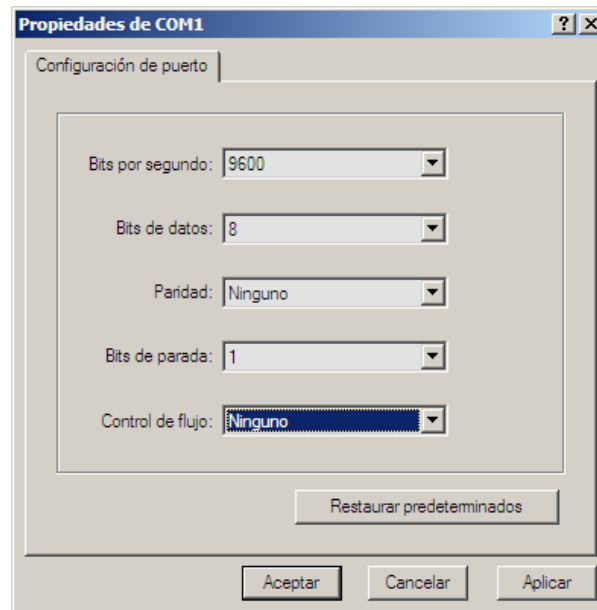 Propiedades de COM1
Configuración de puerto
Bits por segundo: 9600
Bits de datos: 8
Paridad: Ninguno
Bits de parada: 1
Control de flujo: Ninguno
Restaurar predeterminados
Aceptar Cancelar Aplicar